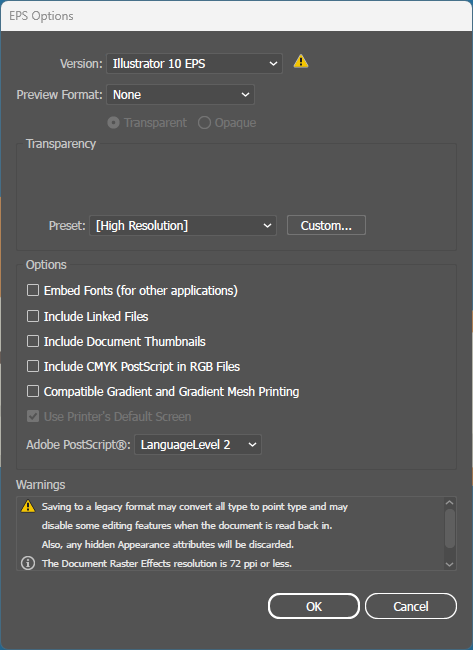 EPS Options
Version: Illustrator 10 EPS
Preview Format: None
Transparent Opaque
Transparency
Preset: [High Resolution] Custom...
Options
Embed Fonts (for other applications)
Include Linked Files
Include Document Thumbnails
Include CMYK PostScript in RGB Files
Compatible Gradient and Gradient Mesh Printing
Use Printer's Default Screen
Adobe PostScript®: LanguageLevel 2
Warnings
Saving to a legacy format may convert all type to point type and may
disable some editing features when the document is read back in.
Also, any hidden Appearance attributes will be discarded.
The Document Raster Effects resolution is 72 ppi or less.
OK Cancel